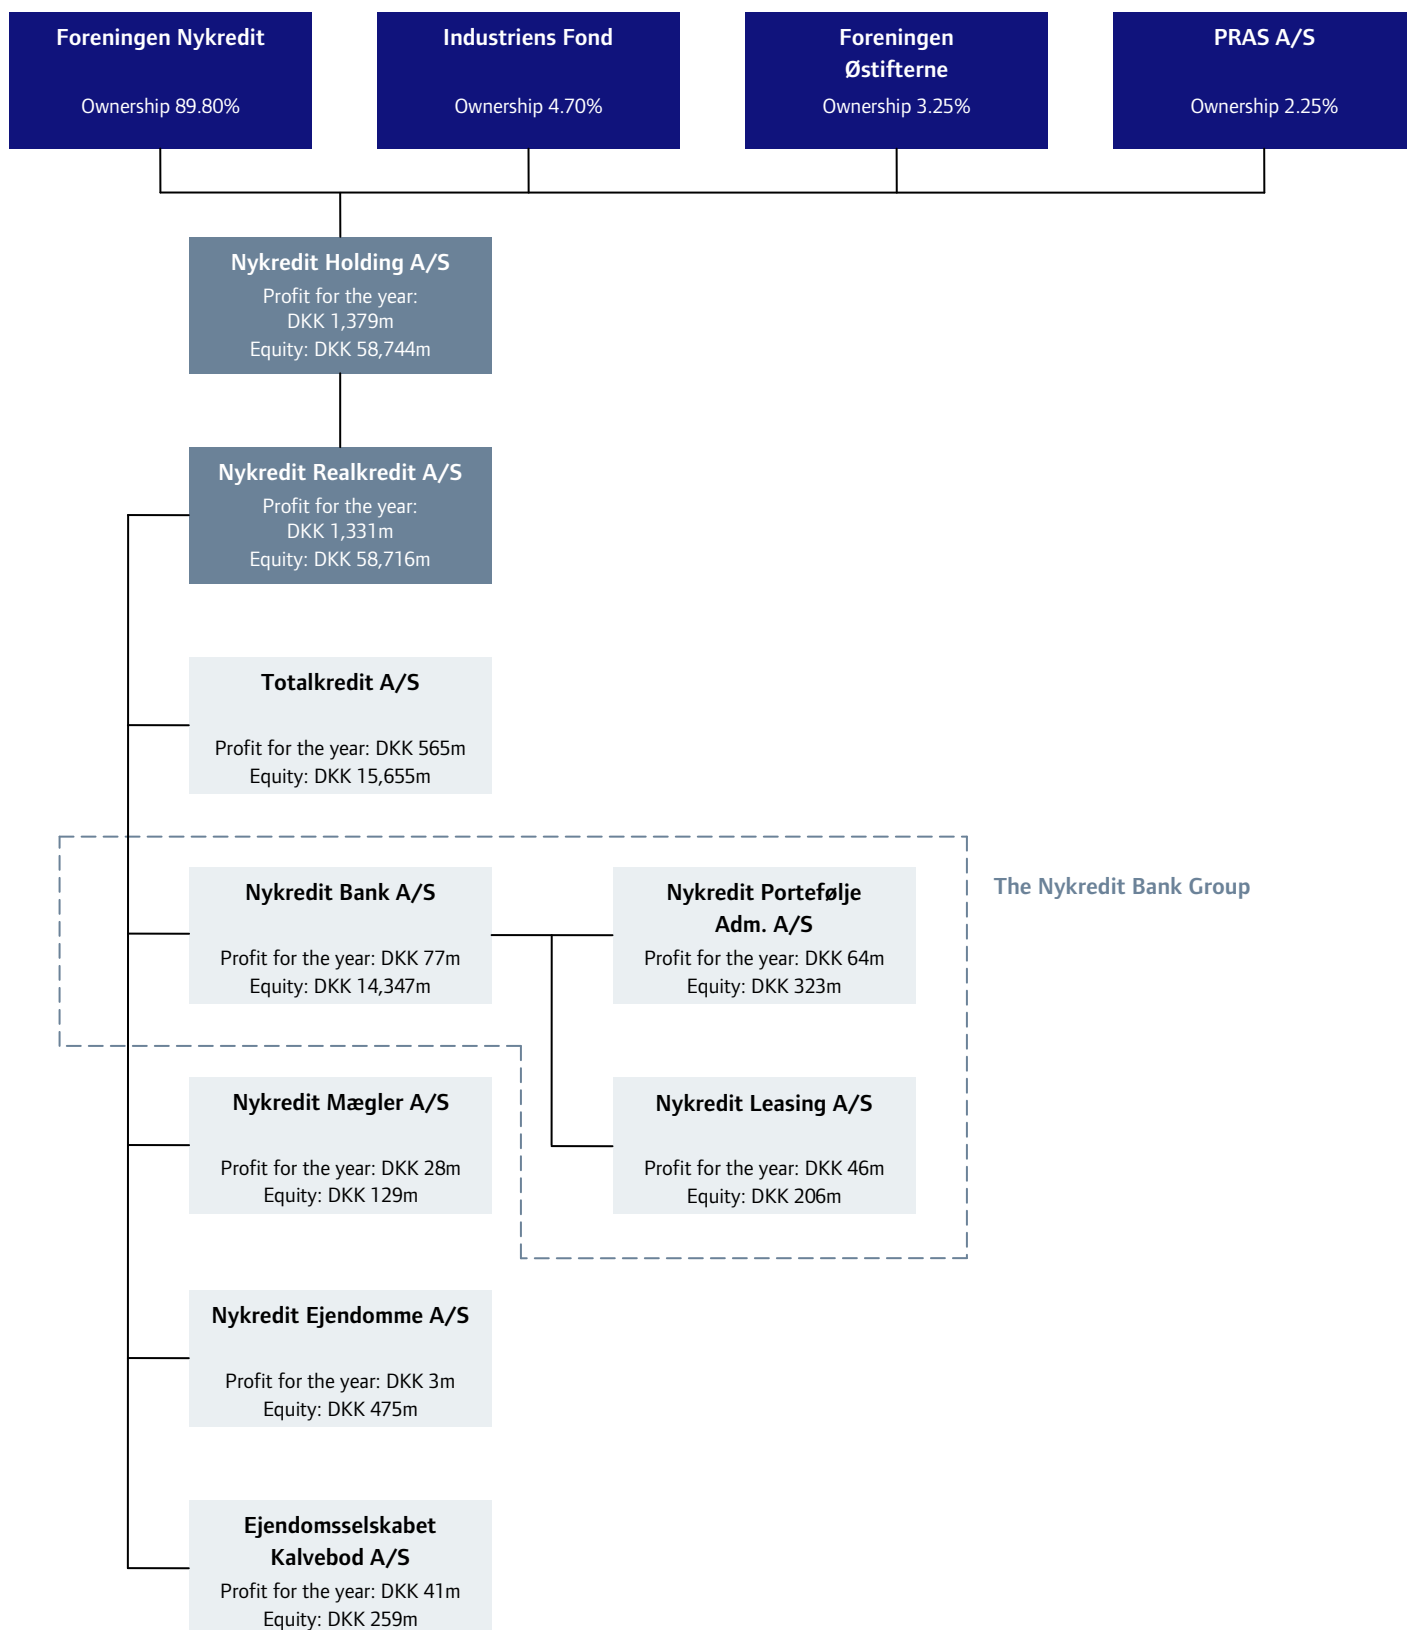 Foreningen Nykredit
Ownership 89.80%
Industriens Fond
Ownership 4.70%
Foreningen
Østifterne
Ownership 3.25%
PRAS A/S
Ownership 2.25%
Nykredit Holding A/S
Profit for the year:
DKK 1,379m
Equity: DKK 58,744m
Nykredit Realkredit A/S
Profit for the year:
DKK 1,331m
Equity: DKK 58,716m
Totalkredit A/S
Profit for the year: DKK 565m
Equity: DKK 15,655m
Nykredit Bank A/S
Profit for the year: DKK 77m
Equity: DKK 14,347m
Nykredit Portefølje
Adm. A/S
Profit for the year: DKK 64m
Equity: DKK 323m
The Nykredit Bank Group
Nykredit Mægler A/S
Profit for the year: DKK 28m
Equity: DKK 129m
Nykredit Leasing A/S
Profit for the year: DKK 46m
Equity: DKK 206m
Nykredit Ejendomme A/S
Profit for the year: DKK 3m
Equity: DKK 475m
Ejendomsselskabet
Kalvebod A/S
Profit for the year: DKK 41m
Equity: DKK 259m